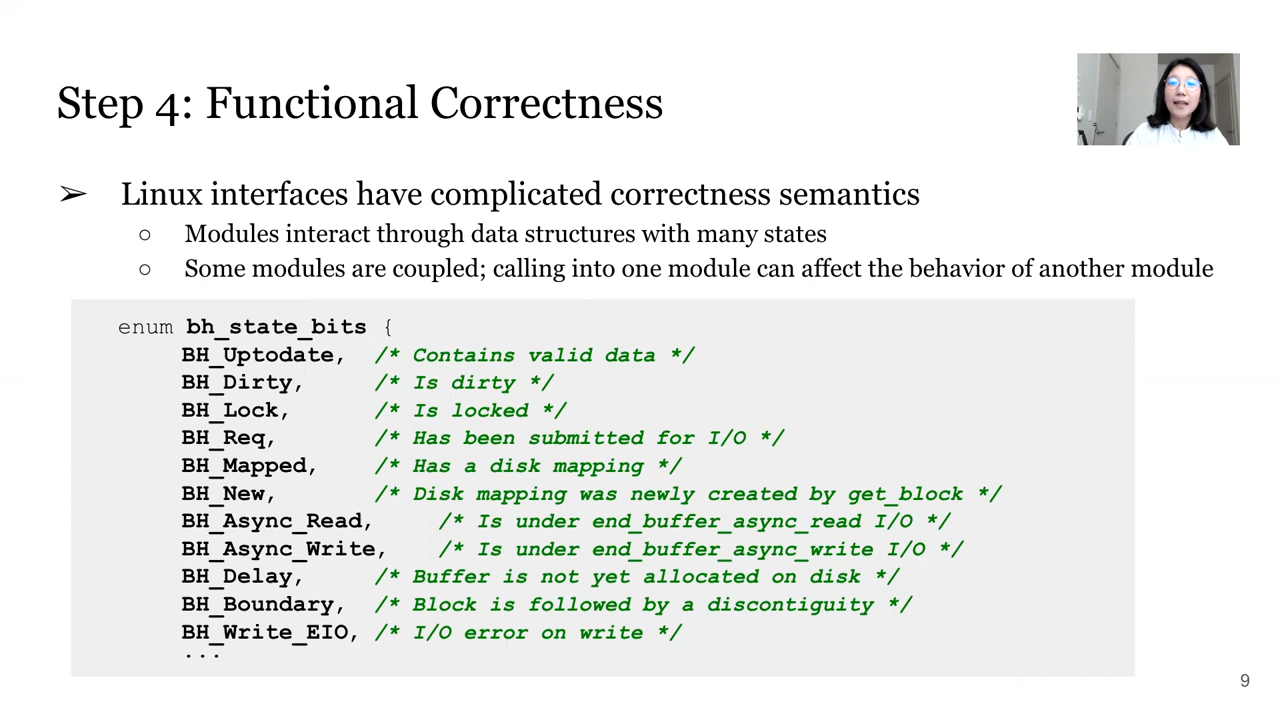 Step 4: Functional Correctness
➢ Linux interfaces have complicated correctness semantics
○ Modules interact through data structures with many states
○ Some modules are coupled; calling into one module can affect the behavior of another module
enum bh_state_bits {
BH_Uptodate, /* Contains valid data */
BH_Dirty, /* Is dirty */
BH_Lock, /* Is locked */
BH_Req, /* Has been submitted for I/O */
BH_Mapped, /* Has a disk mapping */
BH_New, /* Disk mapping was newly created by get_block */
BH_Async_Read, /* Is under end_buffer_async_read I/O */
BH_Async_Write, /* Is under end_buffer_async_write I/O */
BH_Delay, /* Buffer is not yet allocated on disk */
BH_Boundary, /* Block is followed by a discontiguity */
BH_Write_EIO, /* I/O error on write */
...
9